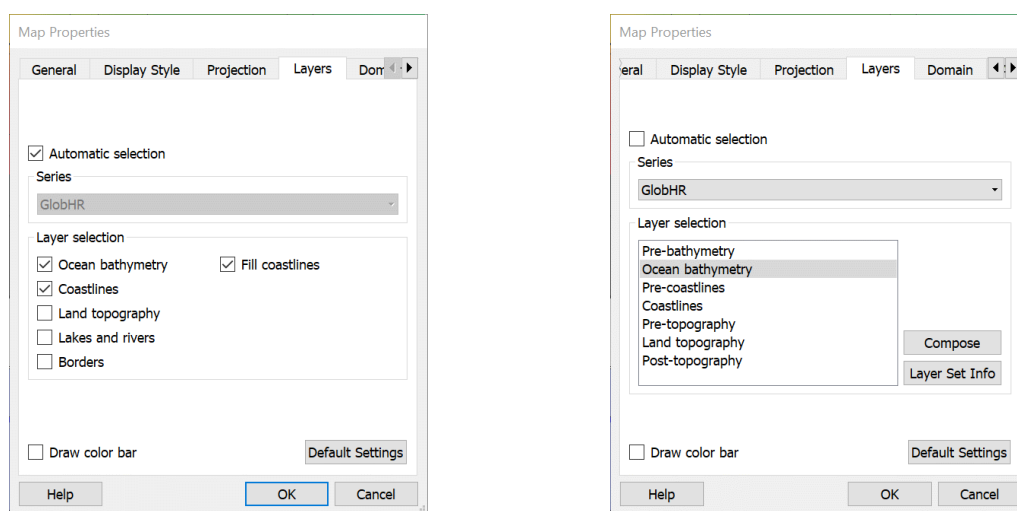 Map Properties
General Display Style Projection Layers Dom
Automatic selection
Series
GlobHR
Layer selection
Ocean bathymetry Fill coastlines
Coastlines
Land topography
Lakes and rivers
Borders
Draw color bar Default Settings
Help OK Cancel
Map Properties
eral Display Style Projection Layers Domain
Automatic selection
Series
GlobHR
Layer selection
Pre-bathymetry
Ocean bathymetry
Pre-coastlines
Coastlines
Pre-topography
Land topography
Post-topography
Compose
Layer Set Info
Draw color bar Default Settings
Help OK Cancel